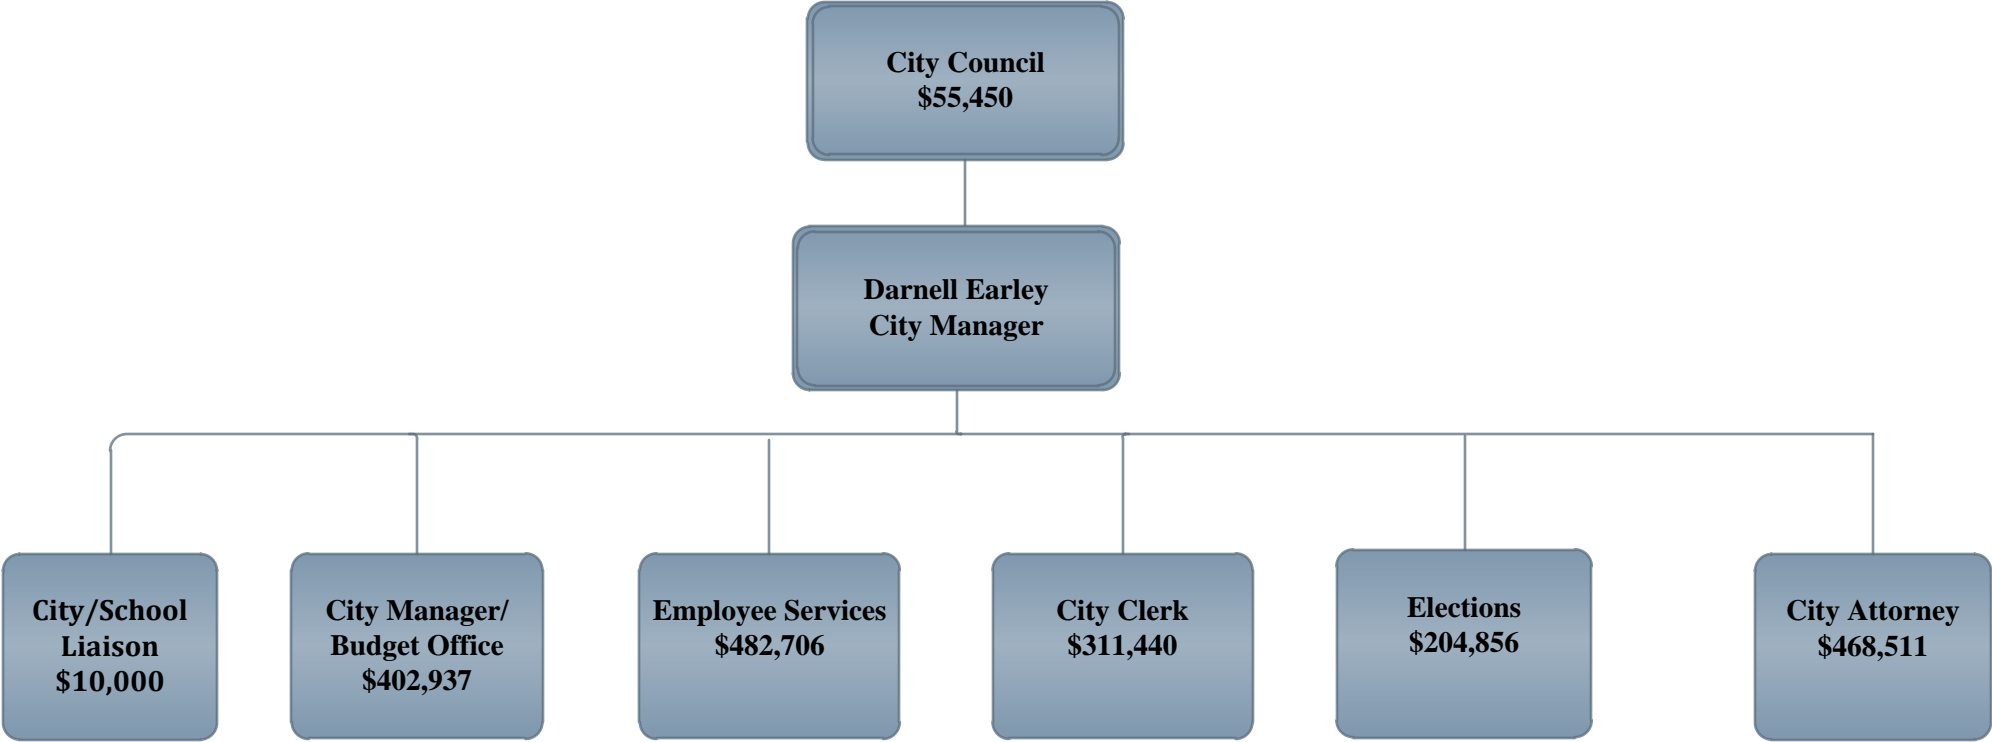 City Council
$55,450
Darnell Earley
City Manager
City/School
Liaison
$10,000
City Manager/
Budget Office
$402,937
Employee Services
$482,706
City Clerk
$311,440
Elections
$204,856
City Attorney
$468,511